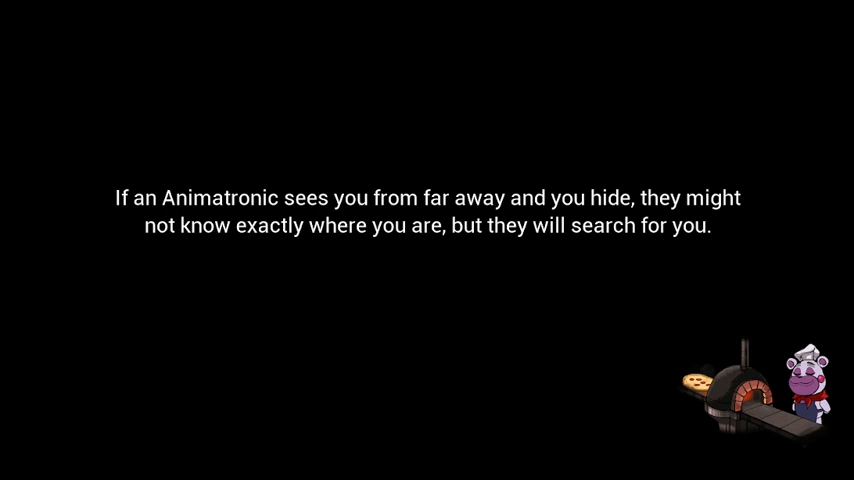 If an Animatronic sees you from far away and you hide, they might
not know exactly where you are, but they will search for you.